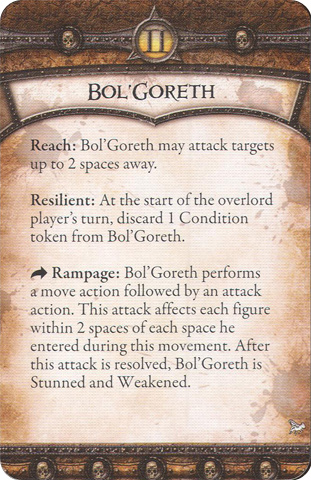 II
BOL'GORETH
Reach: Bol'Goreth may attack targets
up to 2 spaces away.
Resilient: At the start of the overlord
player's turn, discard 1 Condition
token from Bol'Goreth.
Rampage: Bol'Goreth performs
a move action followed by an attack
action. This attack affects each figure
within 2 spaces of each space he
entered during this movement. After
this attack is resolved, Bol'Goreth is
Stunned and Weakened.